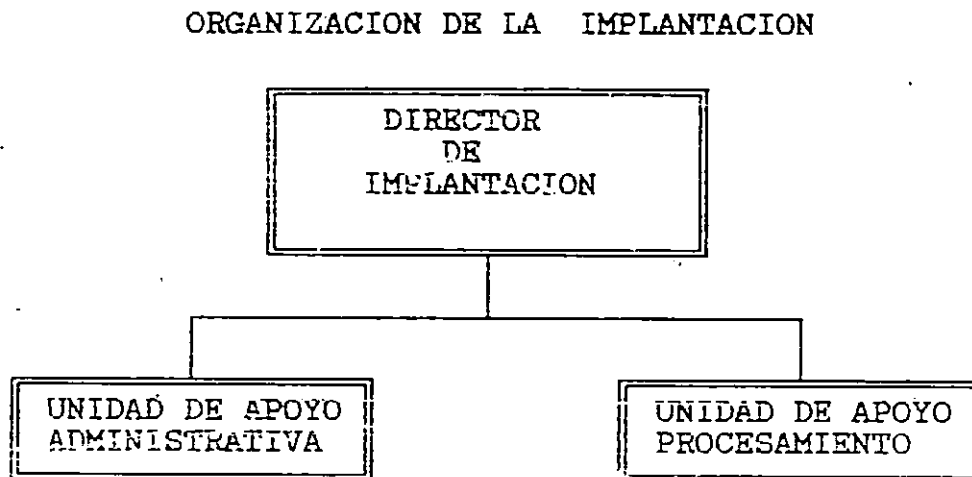 ORGANIZACION DE LA IMPLANTACION
DIRECTOR
DE
IMPLANTACION
UNIDAD DE APOYO
ADMINISTRATIVA
UNIDAD DE APOYO
PROCESAMIENTO